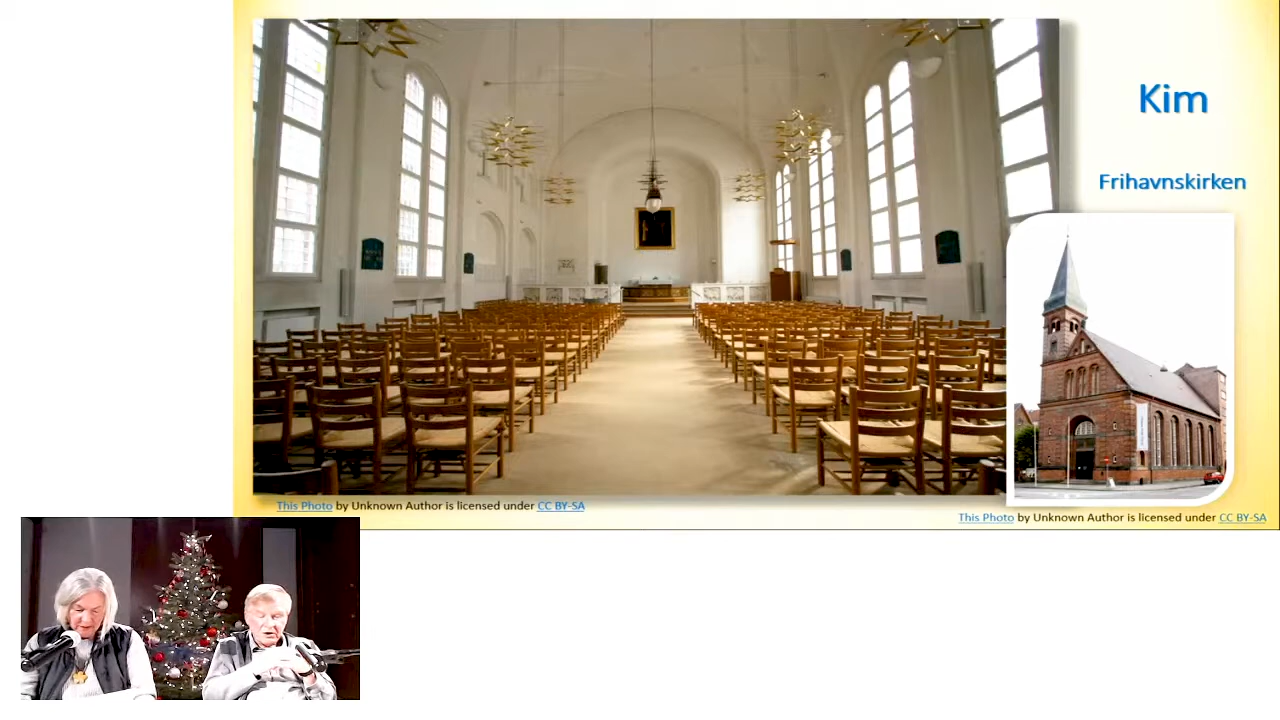 Kim
Frihavnskirken
This Photo by Unknown Author is licensed under CC BY-SA
This Photo by Unknown Author is licensed under CC BY-SA